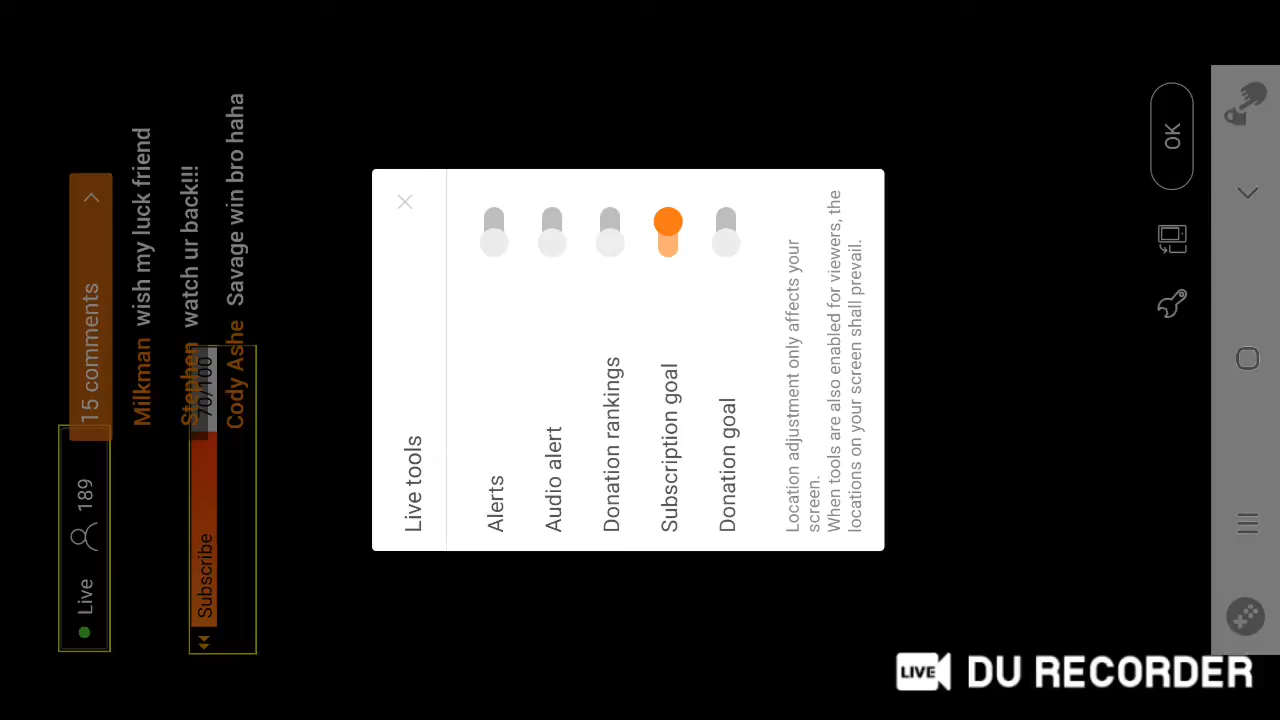 15 comments
Live 189
Milkman wish my luck friend
Stephen watch ur back!!!
Cody Ashe Savage win bro haha
Subscribe 70/100
Live tools
Alerts
Audio alert
Donation rankings
Subscription goal
Donation goal
Location adjustment only affects your
screen.
When tools are also enabled for viewers, the
locations on your screen shall prevail.
OK
LIVE DU RECORDER